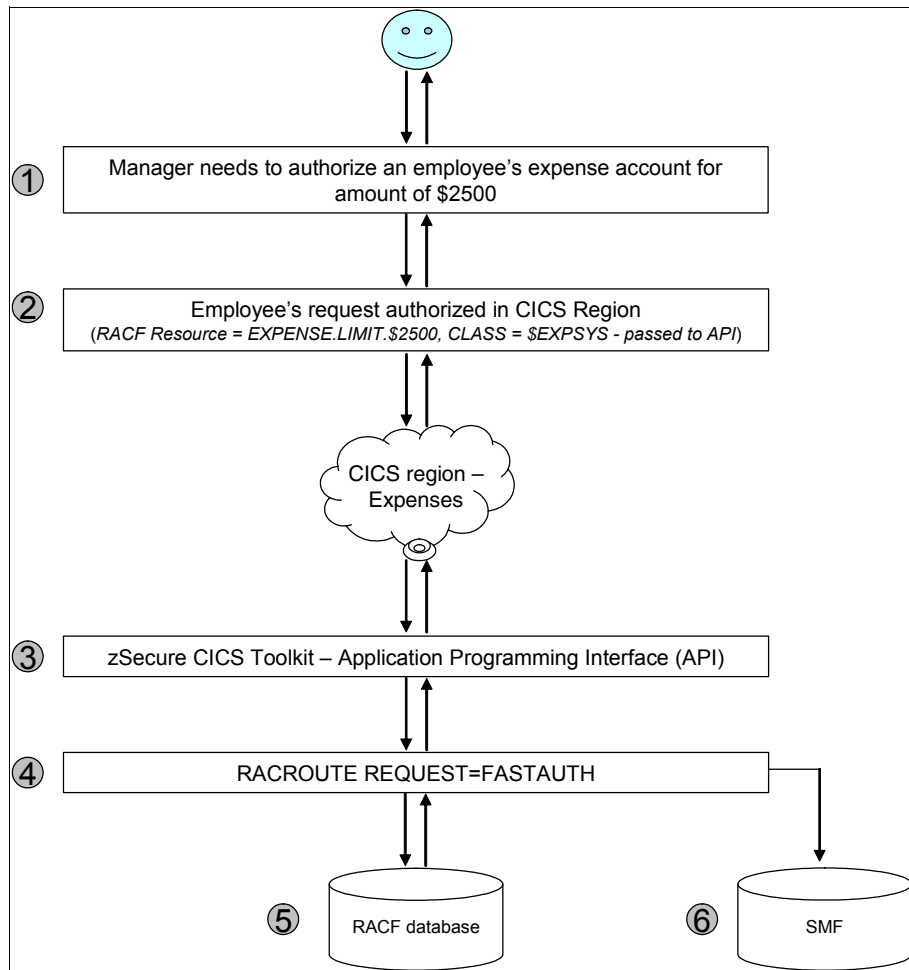 1
Manager needs to authorize an employee's expense account for
amount of $2500
2
Employee's request authorized in CICS Region
(RACF Resource = EXPENSE.LIMIT.$2500, CLASS = $EXPSYS - passed to API)
CICS region –
Expenses
3
zSecure CICS Toolkit – Application Programming Interface (API)
4
RACROUTE REQUEST=FASTAUTH
5
RACF database
6
SMF